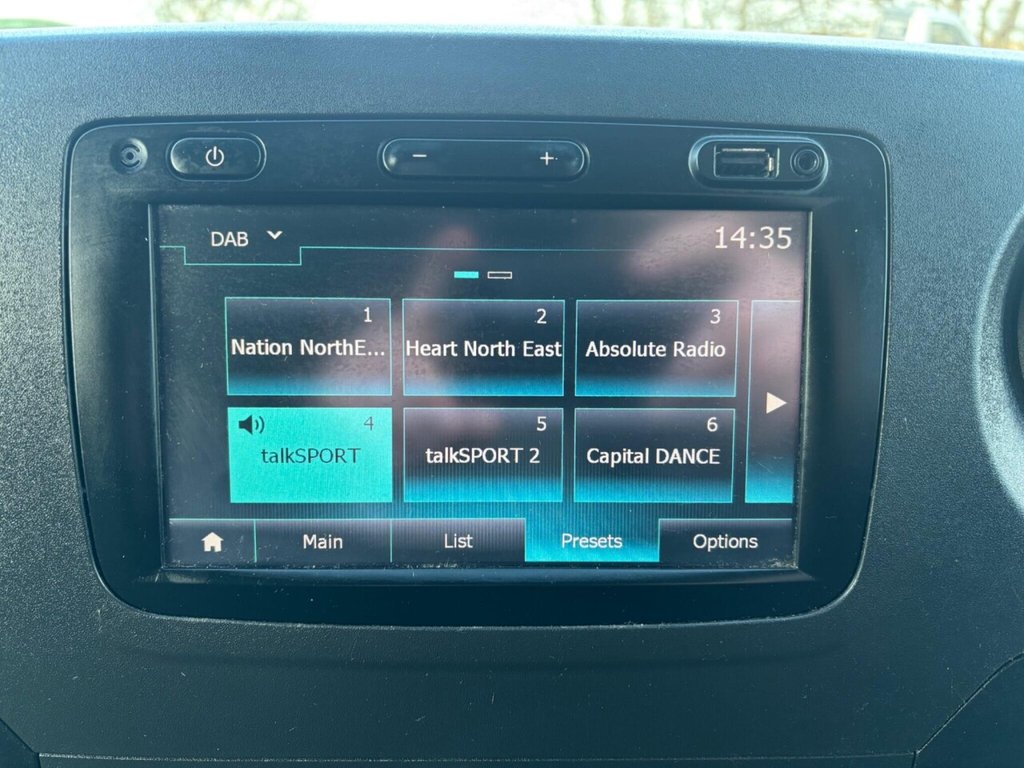 DAB
14:35
1
Nation NorthE...
2
Heart North East
3
Absolute Radio
4
talkSPORT
5
talkSPORT 2
6
Capital DANCE
Main
List
Presets
Options